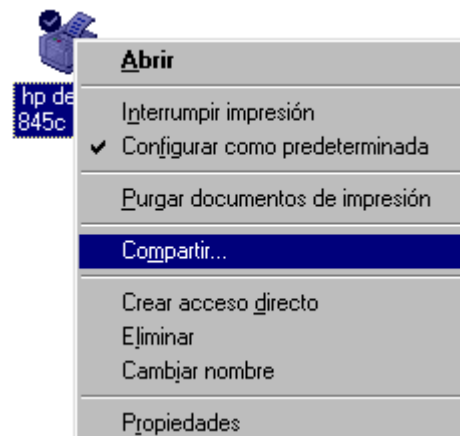 hp de
845c
Abrir
Interrumpir impresión
Configurar como predeterminada
Purgar documentos de impresión
Compartir...
Crear acceso directo
Eliminar
Cambiar nombre
Propiedades